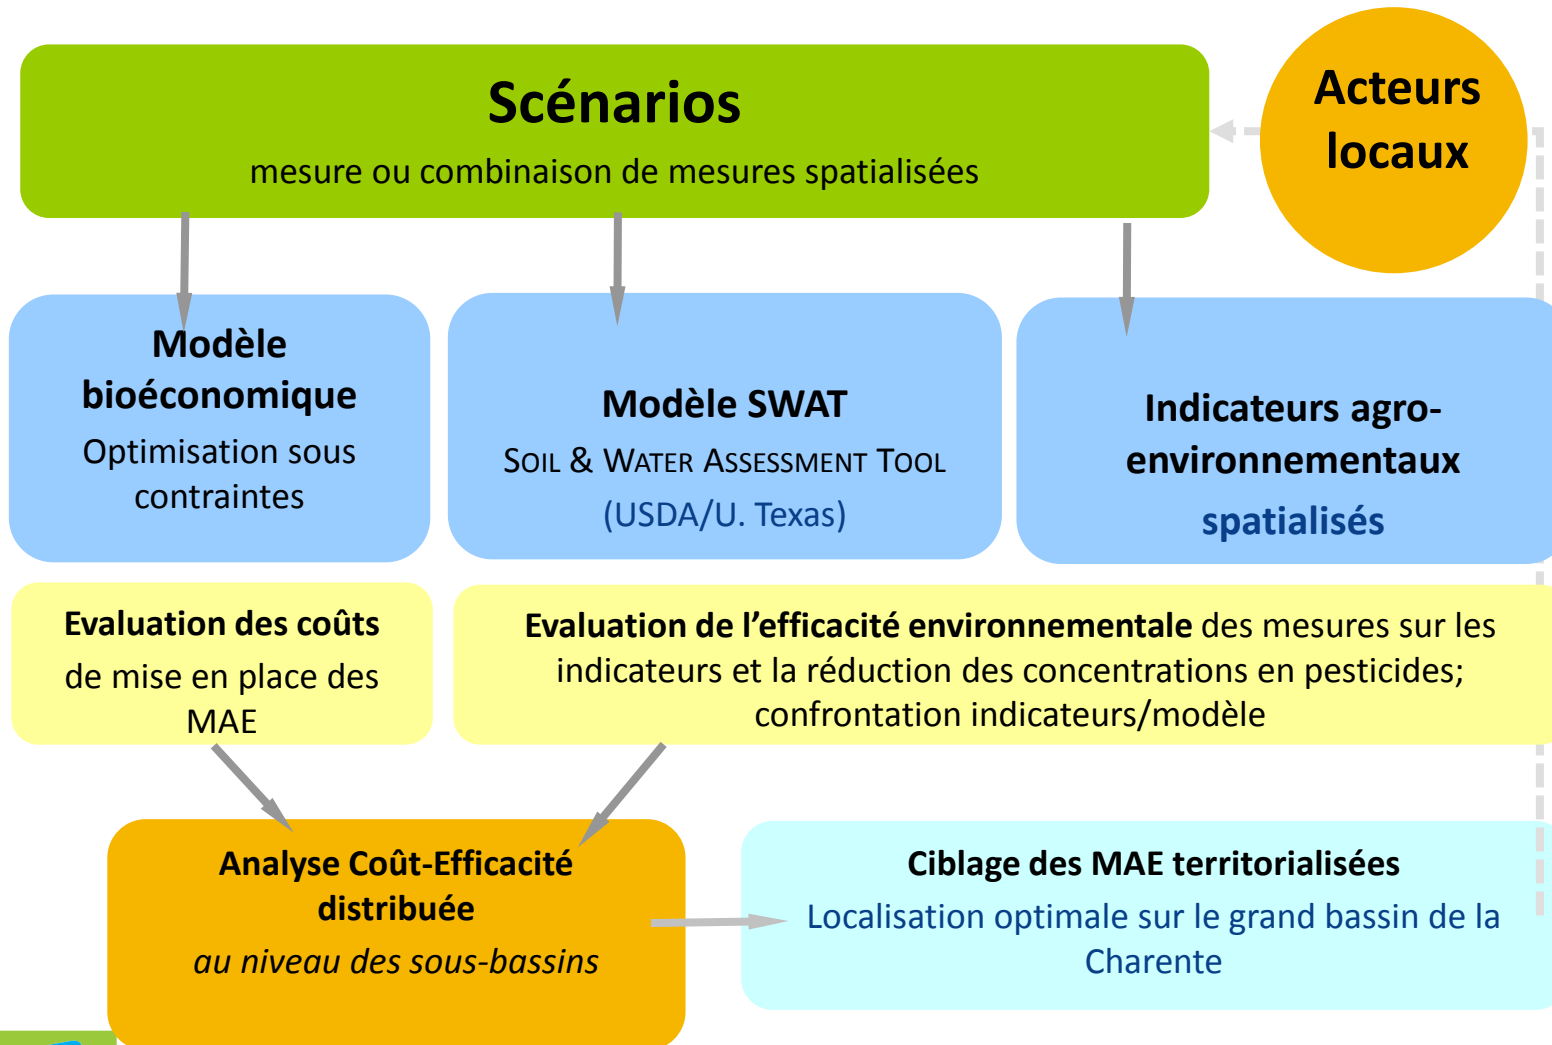 Scénarios
mesure ou combinaison de mesures spatialisées
Acteurs
locaux
Modèle
bioéconomique
Optimisation sous
contraintes
Modèle SWAT
SOIL & WATER ASSESSMENT TOOL
(USDA/U. Texas)
Indicateurs agro-
environnementaux
spatialisés
Evaluation des coûts
de mise en place des
MAE
Evaluation de l’efficacité environnementale des mesures sur les
indicateurs et la réduction des concentrations en pesticides;
confrontation indicateurs/modèle
Analyse Coût-Efficacité
distribuée
au niveau des sous-bassins
Ciblage des MAE territorialisées
Localisation optimale sur le grand bassin de la
Charente